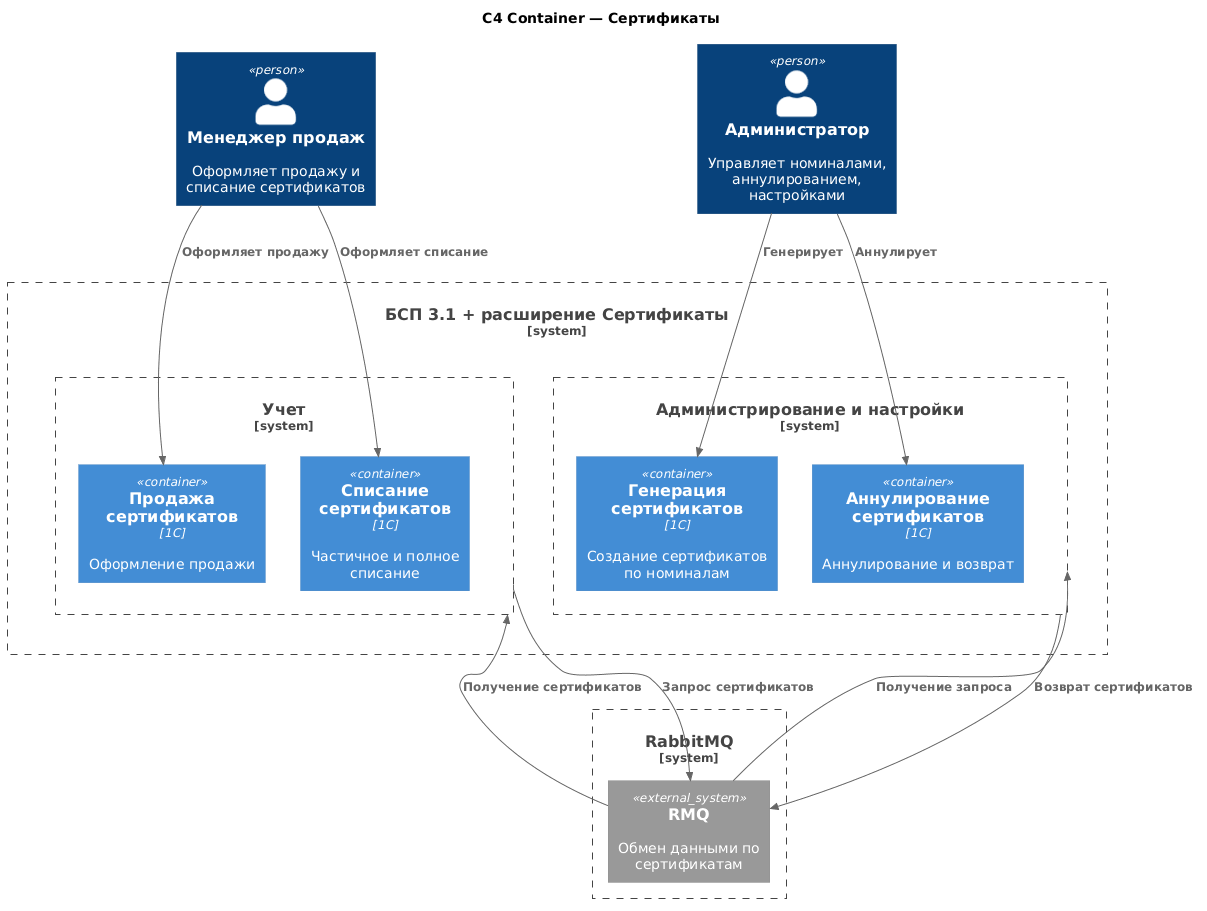 C4 Container — Сертификаты
«person»
Менеджер продаж
Оформляет продажу и
списание сертификатов
«person»
Администратор
Управляет номиналами,
аннулированием,
настройками
Оформляет продажу
Оформляет списание
Генерирует
Аннулирует
БСП 3.1 + расширение Сертификаты
[system]
Учет
[system]
Администрирование и настройки
[system]
«container»
Продажа
сертификатов
[1C]
Оформление продажи
«container»
Списание
сертификатов
[1C]
Частичное и полное
списание
«container»
Генерация
сертификатов
[1C]
Создание сертификатов
по номиналам
«container»
Аннулирование
сертификатов
[1C]
Аннулирование и возврат
Получение сертификатов
Запрос сертификатов
Получение запроса
Возврат сертификатов
RabbitMQ
[system]
«external_system»
RMQ
Обмен данными по
сертификатам